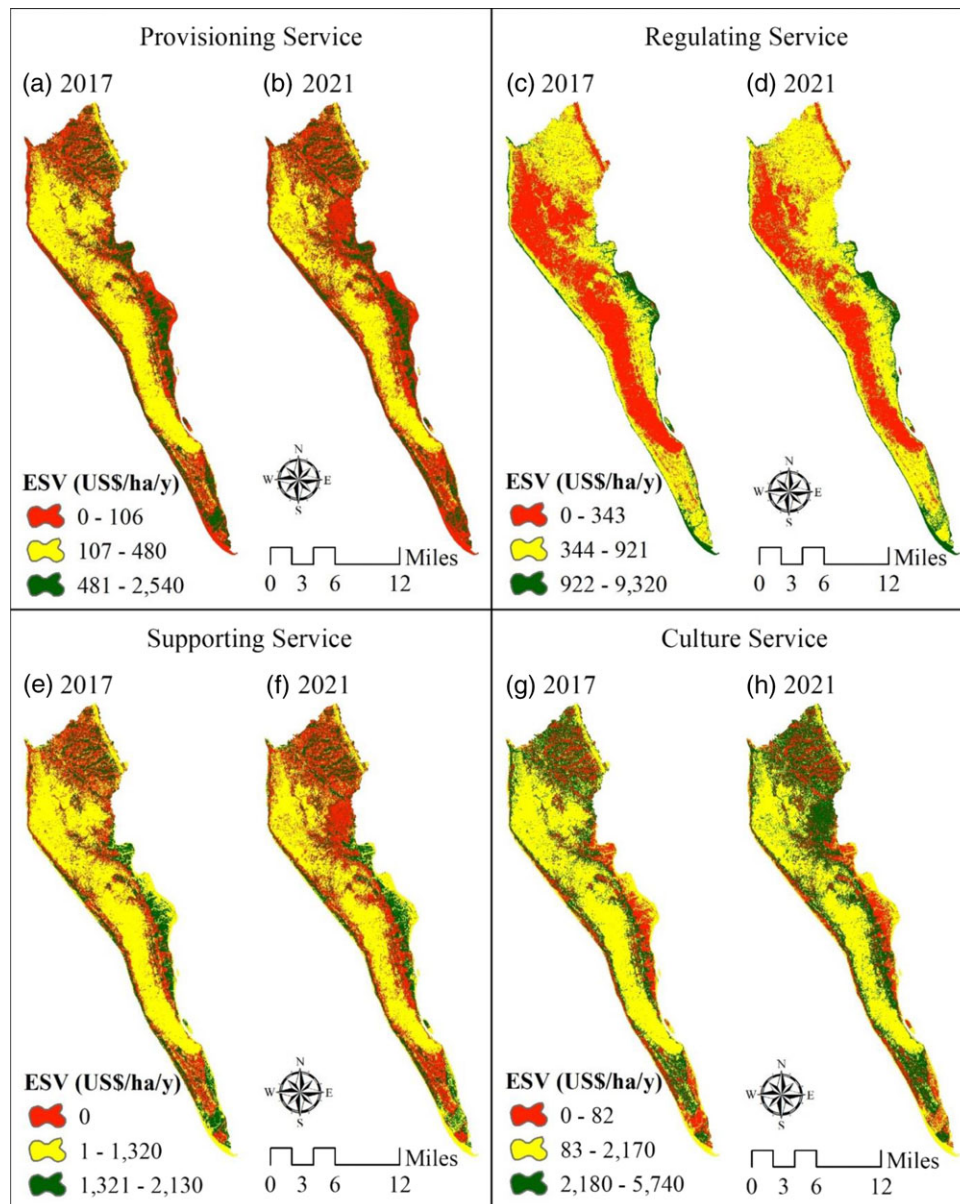 Provisioning Service
(a) 2017
(b) 2021
N
W E
S
ESV (US$/ha/y)
0 - 106
107 - 480
481 - 2,540
Miles
0 3 6 12
Regulating Service
(c) 2017
(d) 2021
N
W E
S
ESV (US$/ha/y)
0 - 343
344 - 921
922 - 9,320
Miles
0 3 6 12
Supporting Service
(e) 2017
(f) 2021
N
W E
S
ESV (US$/ha/y)
0
1 - 1,320
1,321 - 2,130
Miles
0 3 6 12
Culture Service
(g) 2017
(h) 2021
N
W E
S
ESV (US$/ha/y)
0 - 82
83 - 2,170
2,180 - 5,740
Miles
0 3 6 12